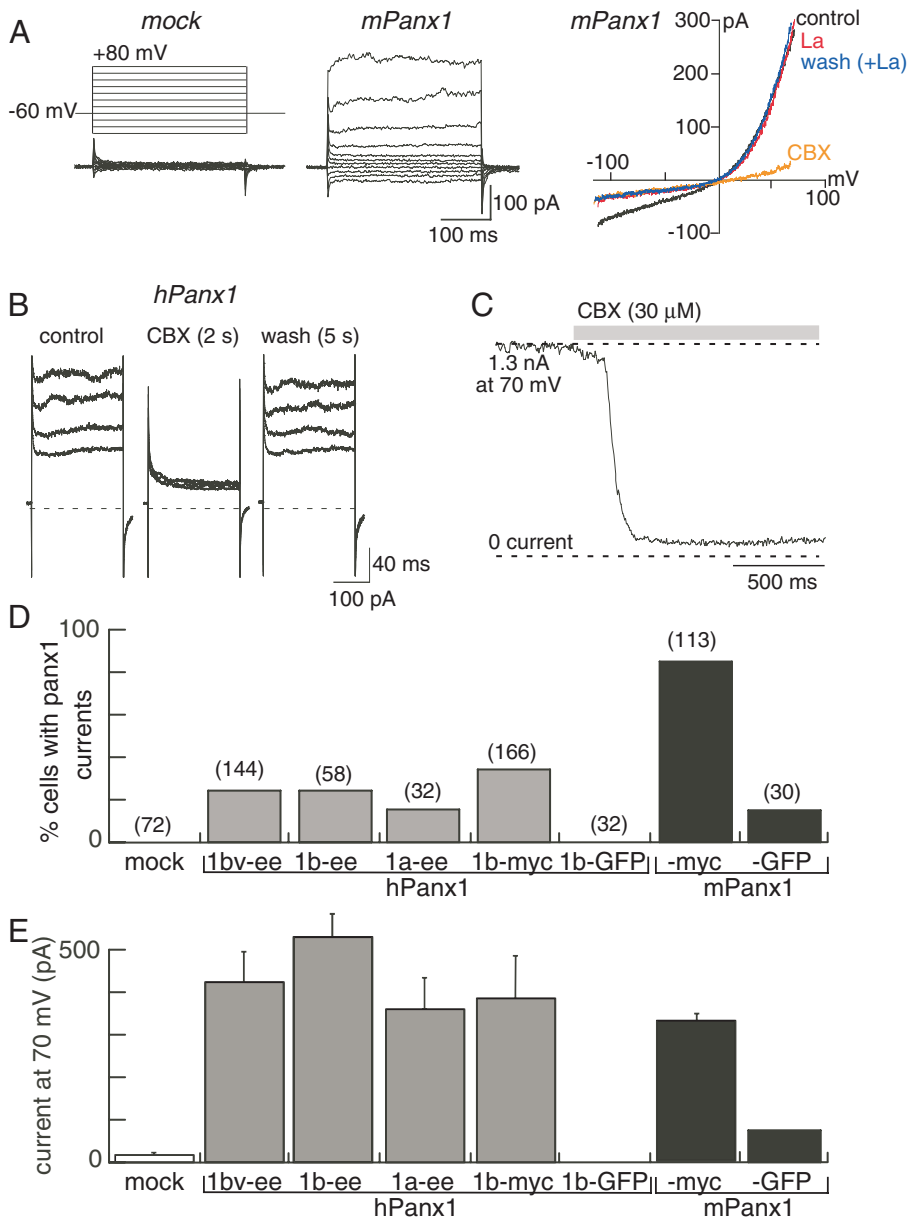 A
mock
mPanx1
mPanx1
+80 mV
-60 mV
100 pA
100 ms
300
pA
control
La
wash (+La)
200
100
CBX
-100
mV
100
-100
B
hPanx1
control
CBX (2 s)
wash (5 s)
40 ms
100 pA
C
CBX (30 μM)
1.3 nA
at 70 mV
0 current
500 ms
D
% cells with panx1
currents
100
0
(72)
(144)
(58)
(32)
(166)
(32)
(113)
(30)
mock
1bv-ee
1b-ee
1a-ee
1b-myc
1b-GFP
-myc
-GFP
hPanx1
mPanx1
E
current at 70 mV (pA)
500
0
mock
1bv-ee
1b-ee
1a-ee
1b-myc
1b-GFP
-myc
-GFP
hPanx1
mPanx1